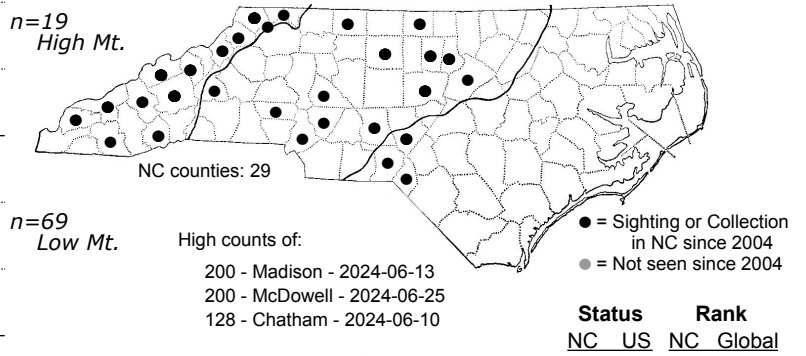 n=19
High Mt.
NC counties: 29
n=69
Low Mt.
High counts of:
200 - Madison - 2024-06-13
200 - McDowell - 2024-06-25
128 - Chatham - 2024-06-10
= Sighting or Collection
in NC since 2004
= Not seen since 2004
Status Rank
NC US NC Global